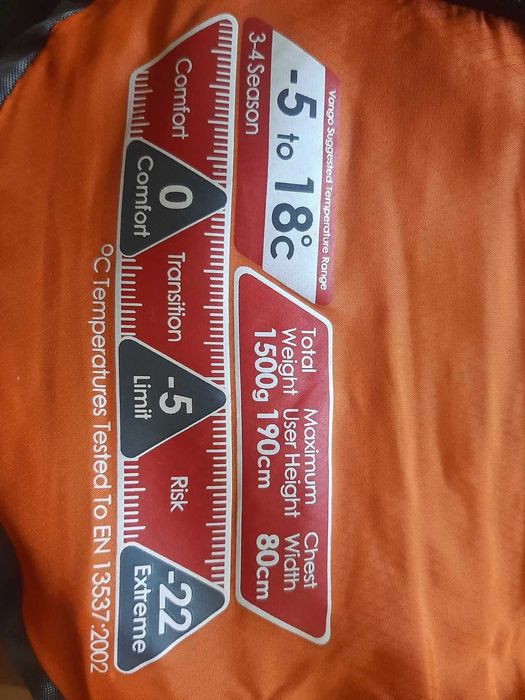 Vango Suggested Temperature Range
-5 to 18°C
3-4 Season
Total Weight
1500g
Maximum User Height
190cm
Chest Width
80cm
Comfort
0
Comfort
Transition
-5
Limit
Risk
-22
Extreme
°C Temperatures Tested To EN 13537:2002